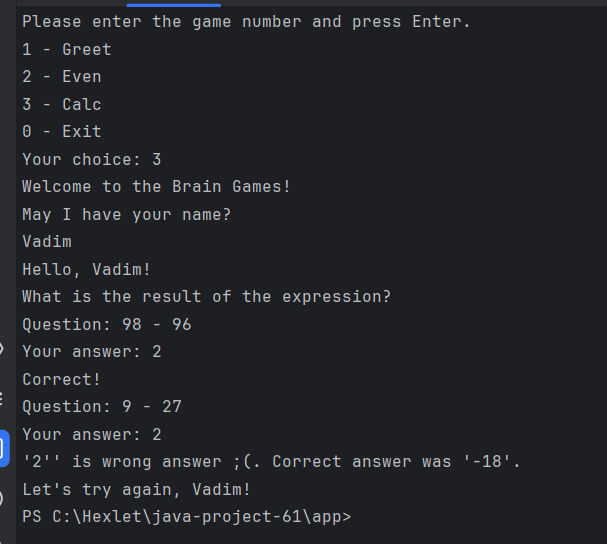 Please enter the game number and press Enter.
1 - Greet
2 - Even
3 - Calc
0 - Exit
Your choice: 3
Welcome to the Brain Games!
May I have your name?
Vadim
Hello, Vadim!
What is the result of the expression?
Question: 98 - 96
Your answer: 2
Correct!
Question: 9 - 27
Your answer: 2
'2'' is wrong answer ;(. Correct answer was '-18'.
Let's try again, Vadim!
PS C:\Hexlet\java-project-61\app>